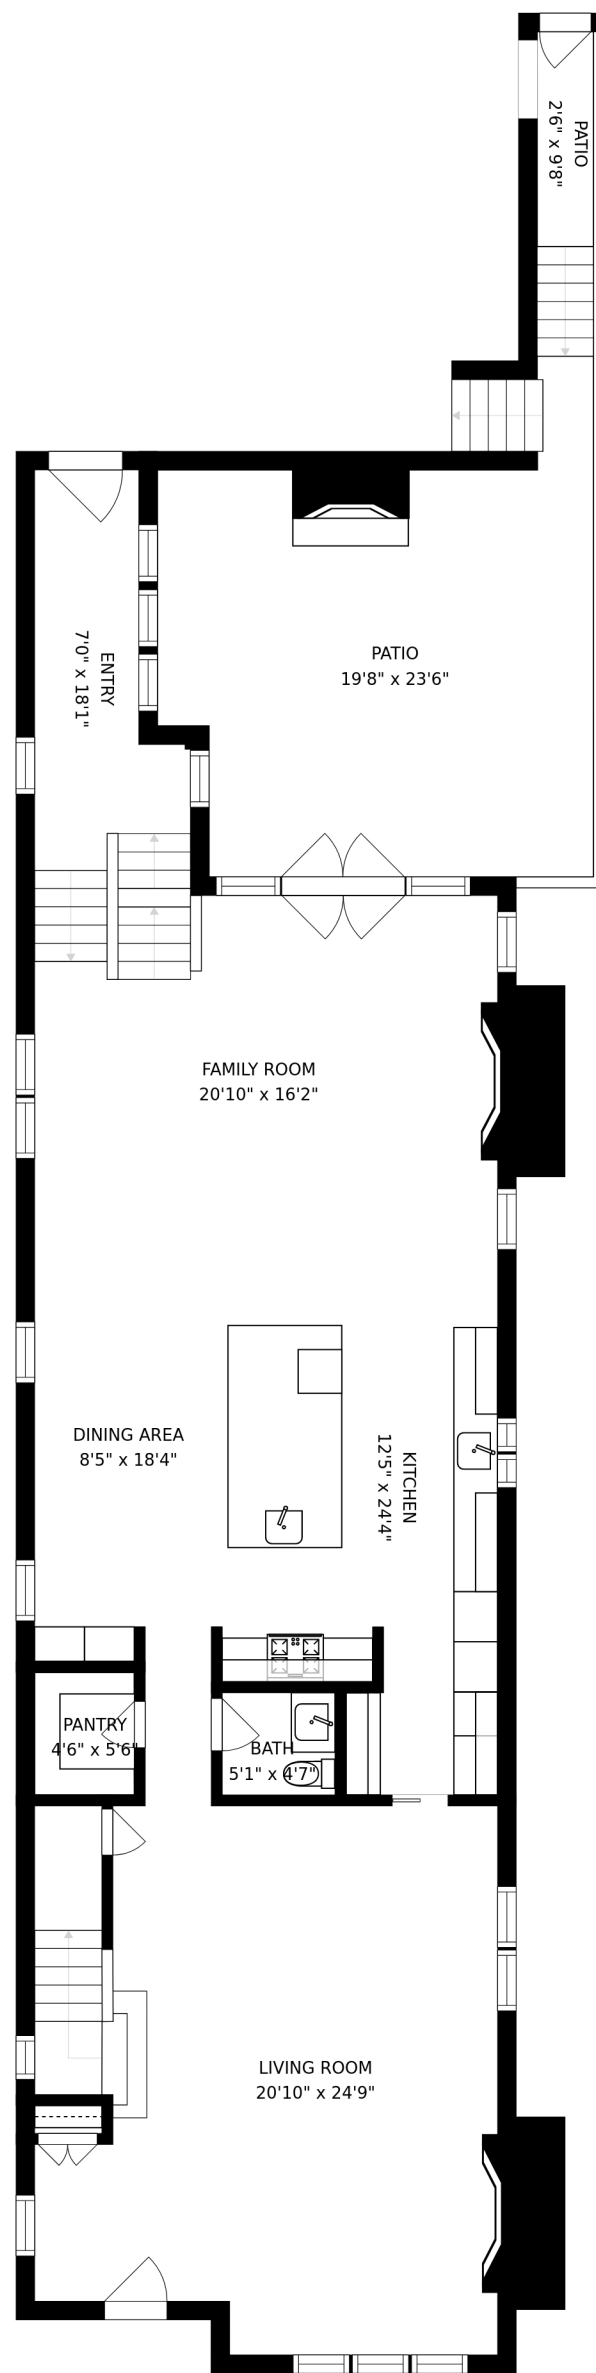 PATIO
2'6" x 9'8"
ENTRY
7'0" x 18'1"
PATIO
19'8" x 23'6"
FAMILY ROOM
20'10" x 16'2"
DINING AREA
8'5" x 18'4"
KITCHEN
12'5" x 24'4"
PANTRY
4'6" x 5'6"
BATH
5'1" x 4'7"
LIVING ROOM
20'10" x 24'9"